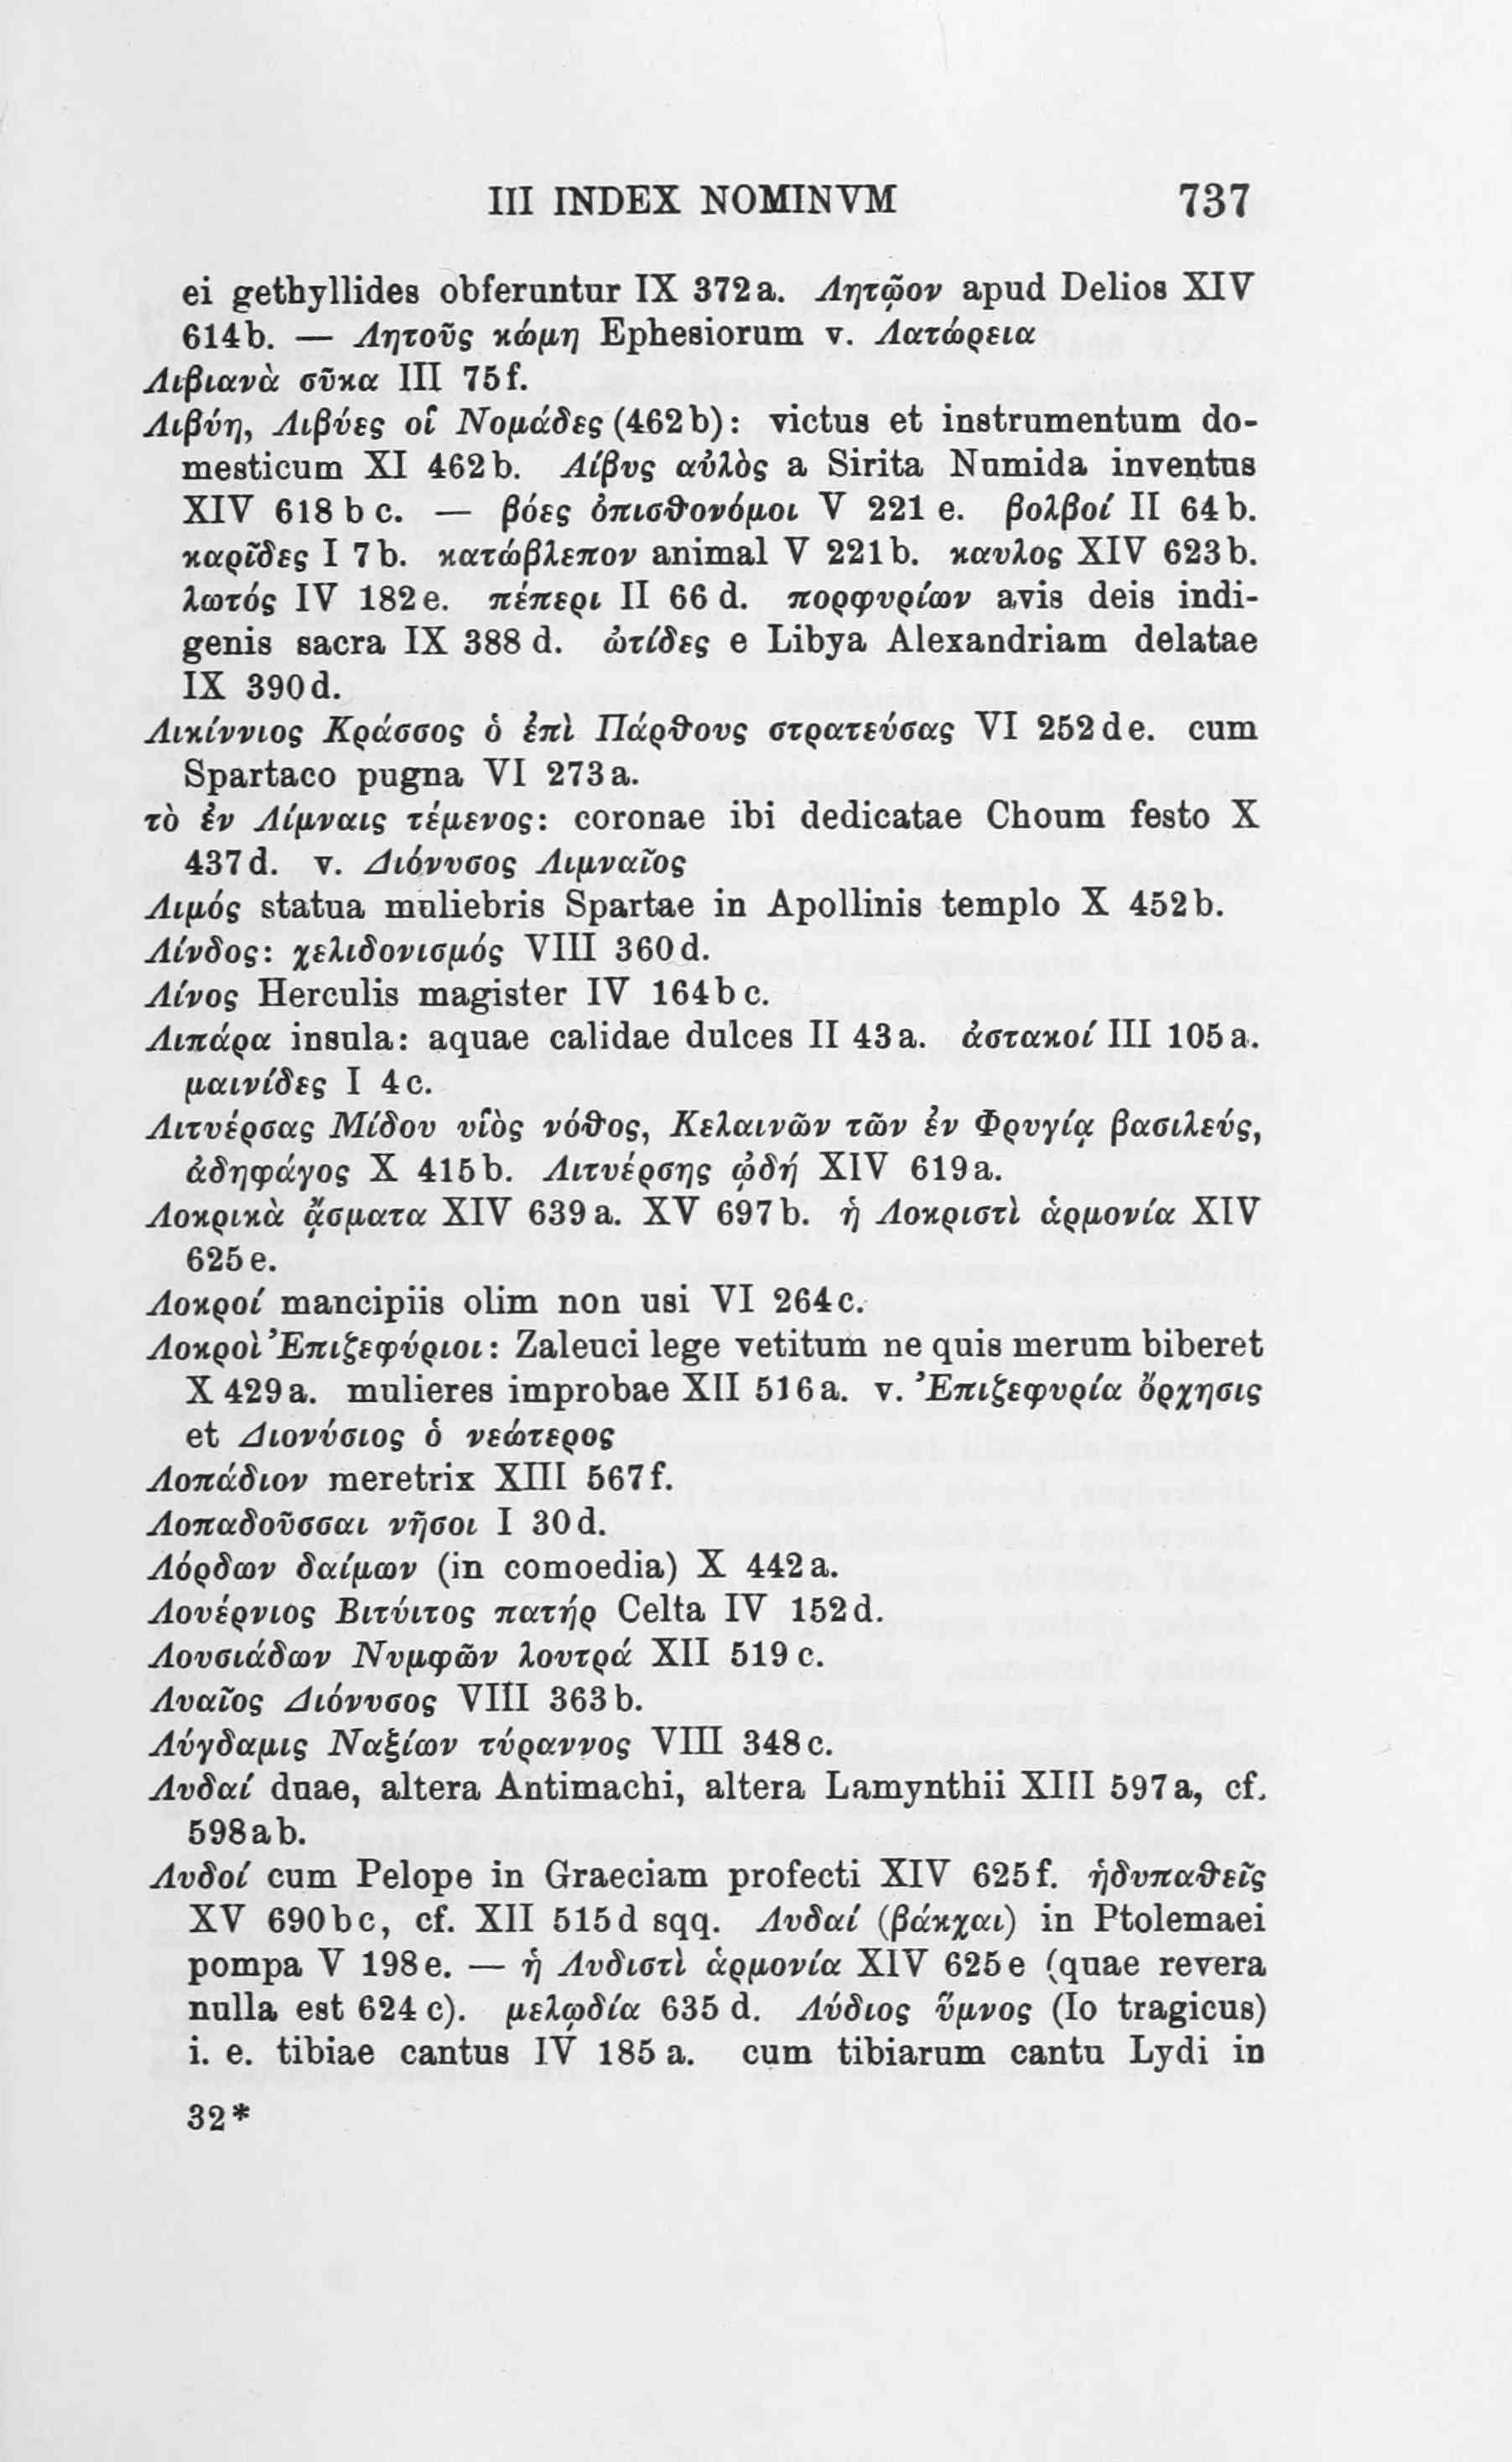 III INDEX NOMINVM 737
ei gethyllides obferuntur IX 372a. Λητῷον apud Delios XIV
614b. — Λητοῦς κώμη Ephesiorum v. Λατώρεια
Λιβιανὰ σῦκα III 75f.
Λιβύη, Λιβύες οἱ Νομάδες (462b): victus et instrumentum do-
mesticum XI 462b. Λίβυς αὐλὸς a Sirita Numida inventus
XIV 618 b c. — βόες ὀπισθονόμοι V 221 e. βολβοί II 64b.
καρῖδες I 7b. κατώβλεπον animal V 221b. καυλος XIV 623b.
λωτός IV 182e. πέπερι II 66 d. πορφυρίων avis deis indi-
genis sacra IX 388 d. ὠτίδες e Libya Alexandriam delatae
IX 390d.
Λικίννιος Κράσσος ὁ ἐπὶ Πάρθους στρατεύσας VI 252de. cum
Spartaco pugna VI 273a.
τὸ ἐν Λίμναις τέμενος: coronae ibi dedicatae Choum festo X
437d. v. Διόνυσος Λιμναῖος
Λιμός statua muliebris Spartae in Apollinis templo X 452b.
Λίνδος: χελιδονισμός VIII 360d.
Λίνος Herculis magister IV 164bc.
Λιπάρα insula: aquae calidae dulces II 43a. ἀστακοί III 105a.
μαινίδες I 4c.
Λιτυέρσας Μίδου υἱὸς νόθος, Κελαινῶν τῶν ἐν Φρυγίᾳ βασιλεύς,
ἀδηφάγος X 415b. Λιτυέρσης ᾠδή XIV 619a.
Λοκρικὰ ᾄσματα XIV 639a. XV 697b. ἡ Λοκριστὶ ἁρμονία XIV
625e.
Λοκροί mancipiis olim non usi VI 264c.
Λοκροὶ Ἐπιζεφύριοι: Zaleuci lege vetitum ne quis merum biberet
X 429a. mulieres improbae XII 516a. v. Ἐπιζεφυρία ὄρχησις
et Διονύσιος ὁ νεώτερος
Λοπάδιον meretrix XIII 567f.
Λοπαδοῦσσαι νῆσοι I 30d.
Λόρδων δαίμων (in comoedia) X 442a.
Λουέρνιος Βιτύιτος πατήρ Celta IV 152d.
Λουσιάδων Νυμφῶν λουτρά XII 519c.
Λυαῖος Διόνυσος VIII 363b.
Λύγδαμις Ναξίων τύραννος VIII 348c.
Λυδαί duae, altera Antimachi, altera Lamynthii XIII 597a, cf.
598ab.
Λυδοί cum Pelope in Graeciam profecti XIV 625f. ἡδυπαθεῖς
XV 690bc, cf. XII 515d sqq. Λυδαί (βάκχαι) in Ptolemaei
pompa V 198e. — ἡ Λυδιστὶ ἁρμονία XIV 625e (quae revera
nulla est 624c). μελῳδία 635 d. Λύδιος ὕμνος (Io tragicus)
i. e. tibiae cantus IV 185 a. cum tibiarum cantu Lydi in
32*